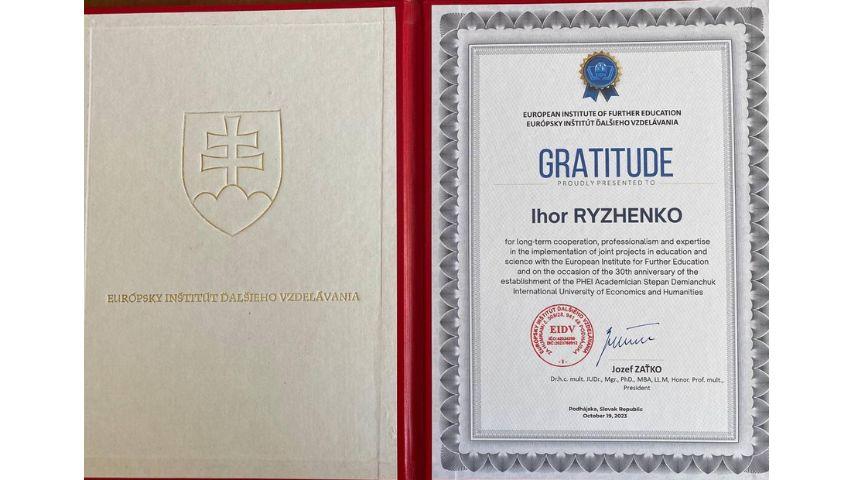 EURÓPSKY INŠTITÚT ĎALŠIEHO VZDELÁVANIA
EUROPEAN INSTITUTE OF FURTHER EDUCATION
EURÓPSKY INŠTITÚT ĎALŠIEHO VZDELÁVANIA
GRATITUDE
PROUDLY PRESENTED TO
Ihor RYZHENKO
for long-term cooperation, professionalism and expertise
in the implementation of joint projects in education and
science with the European Institute for Further Education
and on the occasion of the 30th anniversary of the
establishment of the PHEI Academician Stepan Demianchuk
International University of Economics and Humanities
EURÓPSKY INŠTITÚT ĎALŠIEHO VZDELÁVANIA
EIDV
Jozef ZAŤKO
Dr.h.c. mult. JUDr., Mgr., PhD., MBA, LL.M, Honor. Prof. mult.,
President
Podhájska, Slovak Republic
October 19, 2023